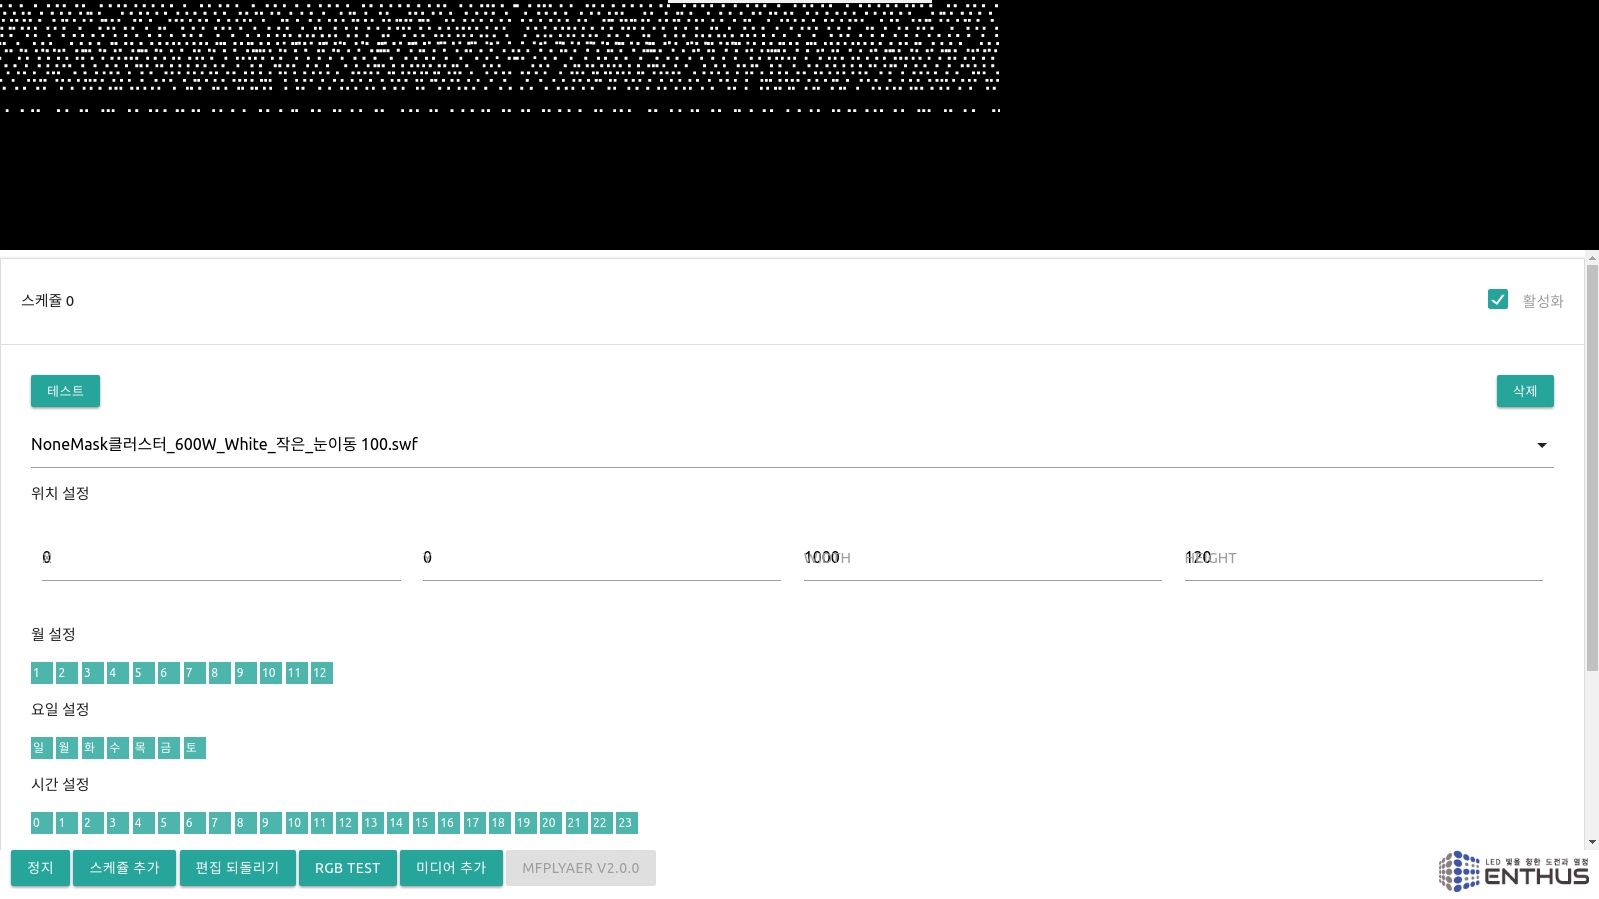 스케쥴 0
활성화
테스트
삭제
NoneMask클러스터_600W_White_작은_눈이동 100.swf
위치 설정
0
0
1000
120
HEIGHT
월 설정
1 2 3 4 5 6 7 8 9 10 11 12
요일 설정
일 월 화 수 목 금 토
시간 설정
0 1 2 3 4 5 6 7 8 9 10 11 12 13 14 15 16 17 18 19 20 21 22 23
정지 스케쥴 추가 편집 되돌리기 RGB TEST 미디어 추가 MFPLYAER V2.0.0
LED 빛을 향한 도전과 열정
ENTHUS